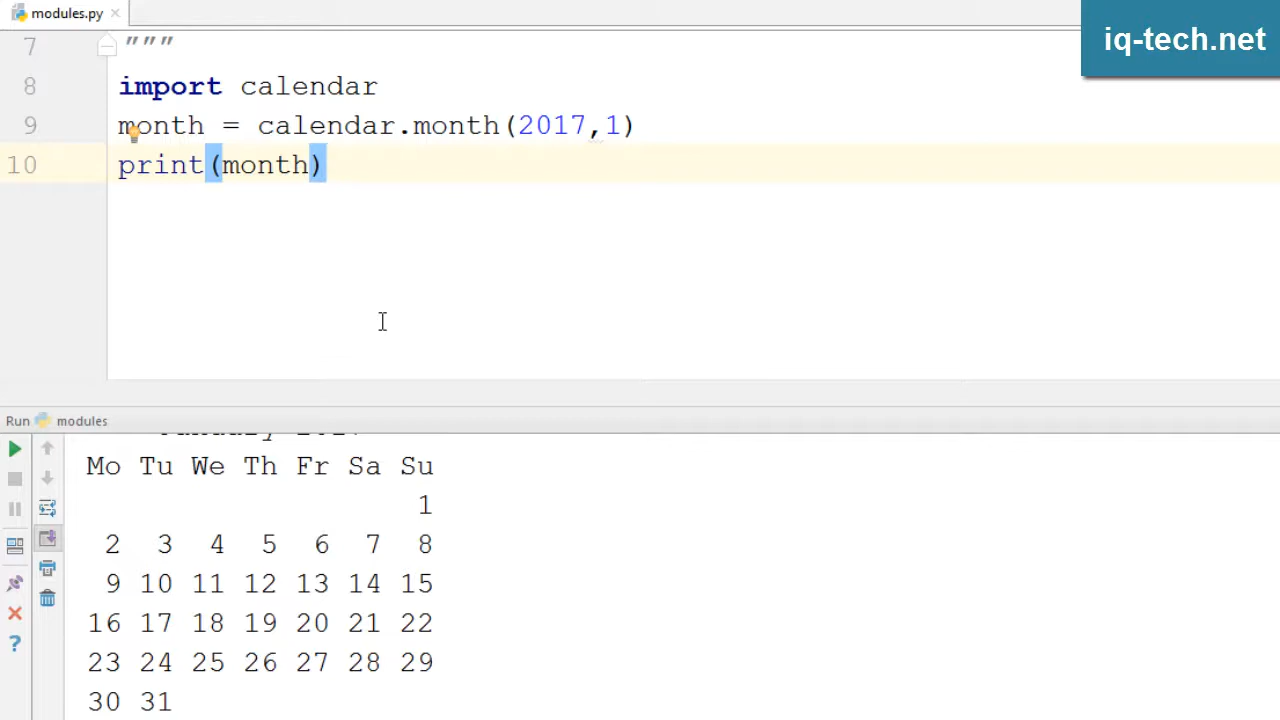 modules.py
iq-tech.net
7 """
8 import calendar
9 month = calendar.month(2017,1)
10 print(month)
Run modules
Mo Tu We Th Fr Sa Su
1
2 3 4 5 6 7 8
9 10 11 12 13 14 15
16 17 18 19 20 21 22
23 24 25 26 27 28 29
30 31